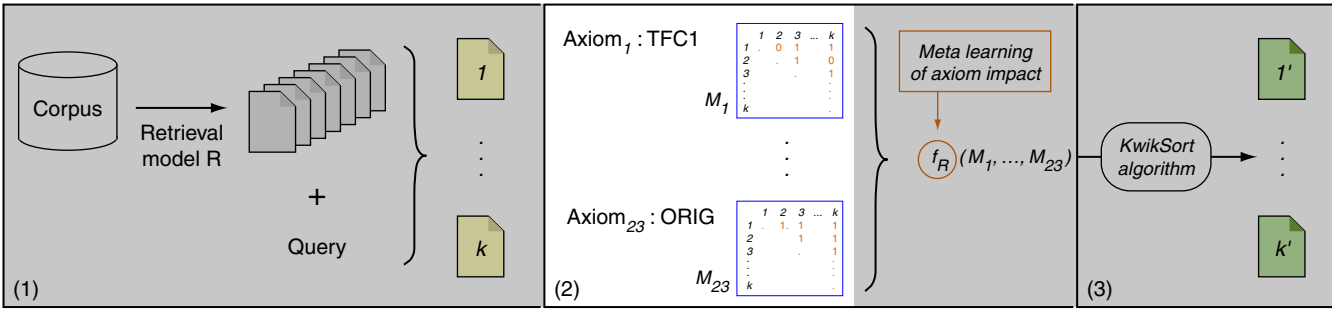 Corpus
Retrieval
model R
+
Query
1
.
.
.
k
(1)
Axiom1 : TFC1
1 2 3 ... k
1 . 0 1 1
2 . 1 0
3 . 1
.
.
.
k .
M1
.
.
.
Axiom23 : ORIG
1 2 3 ... k
1 . 1. 1 1
2 1 1
3 . 1
.
.
.
k .
M23
(2)
Meta learning
of axiom impact
fR (M1, ..., M23)
KwikSort
algorithm
1'
.
.
.
k'
(3)